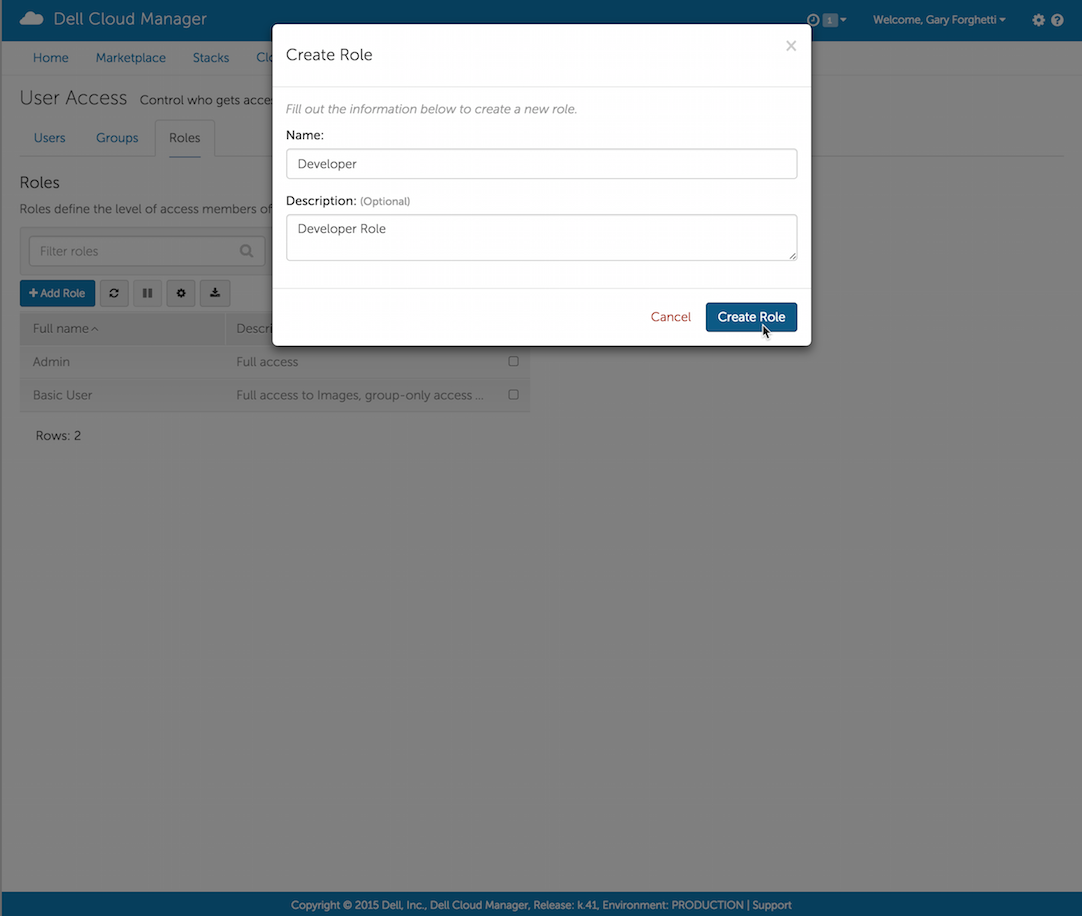 Dell Cloud Manager
1
Welcome, Gary Forghetti
Home Marketplace Stacks
User Access Control who gets
Users Groups Roles
Roles
Roles define the level of access members of
Filter roles
Add Role
Full name
Admin Full access
Basic User Full access to Images, group-only access ...
Rows: 2
Create Role
×
Fill out the information below to create a new role.
Name:
Developer
Description: (Optional)
Developer Role
Cancel Create Role
Copyright © 2015 Dell, Inc., Dell Cloud Manager, Release: k.41, Environment: PRODUCTION | Support